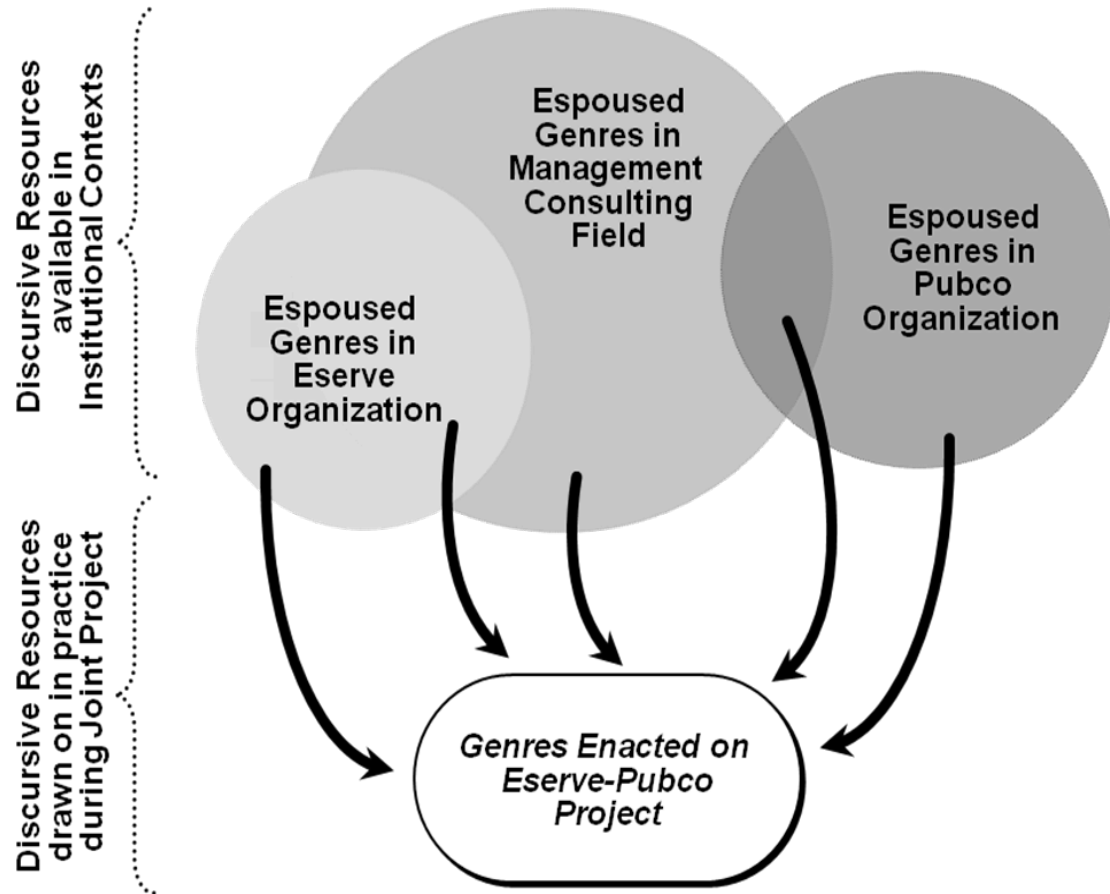 Discursive Resources
available in
Institutional Contexts
Espoused
Genres in
Management
Consulting
Field
Espoused
Genres in
Pubco
Organization
Espoused
Genres in
Eserve
Organization
Discursive Resources
drawn on in practice
during Joint Project
Genres Enacted on
Eserve-Pubco
Project